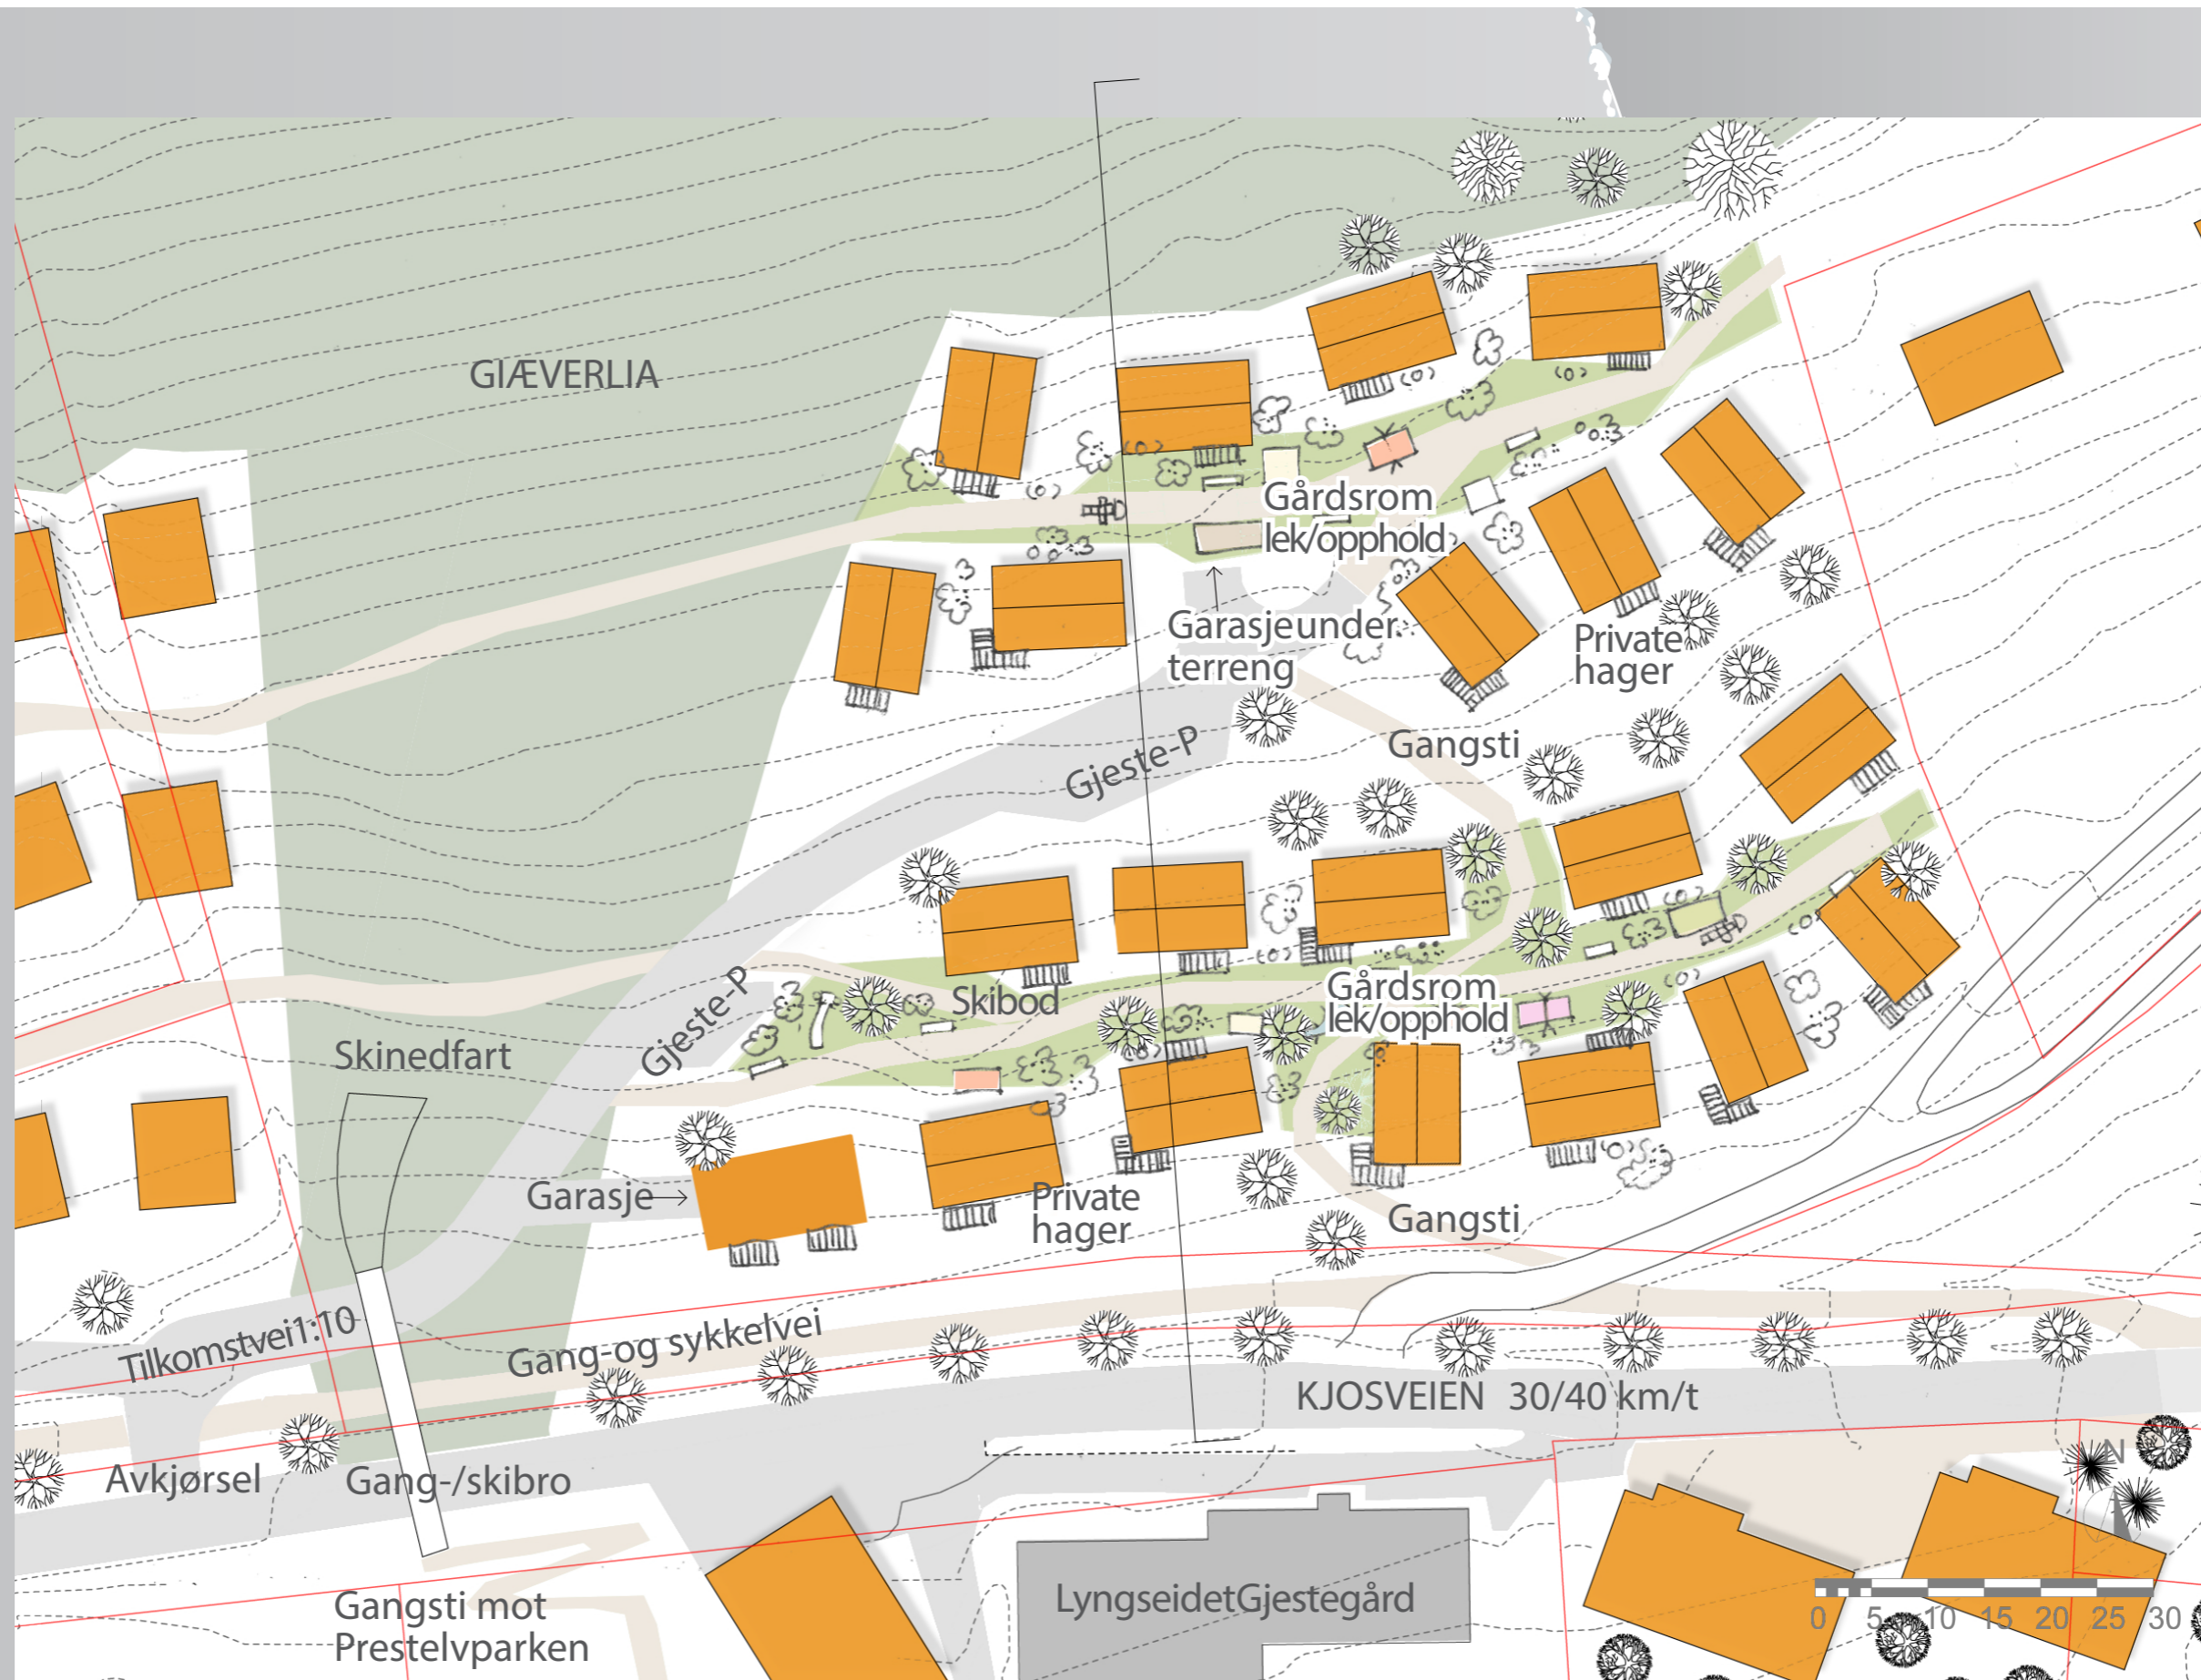 GIÆVERLIA
Gårdsrom
lek/opphold
Garasjeunder
terreng
Private
hager
Gjeste-P
Gangsti
Gjeste-P
Skibod
Gårdsrom
lek/opphold
Skinedfart
Garasje
Private
hager
Gangsti
Tilkomstvei1:10
Gang-og sykkelvei
KJOSVEIEN 30/40 km/t
Avkjørsel
Gang-/skibro
N
LyngseidetGjestegård
Gangsti mot
Prestelvparken
0 5 10 15 20 25 30